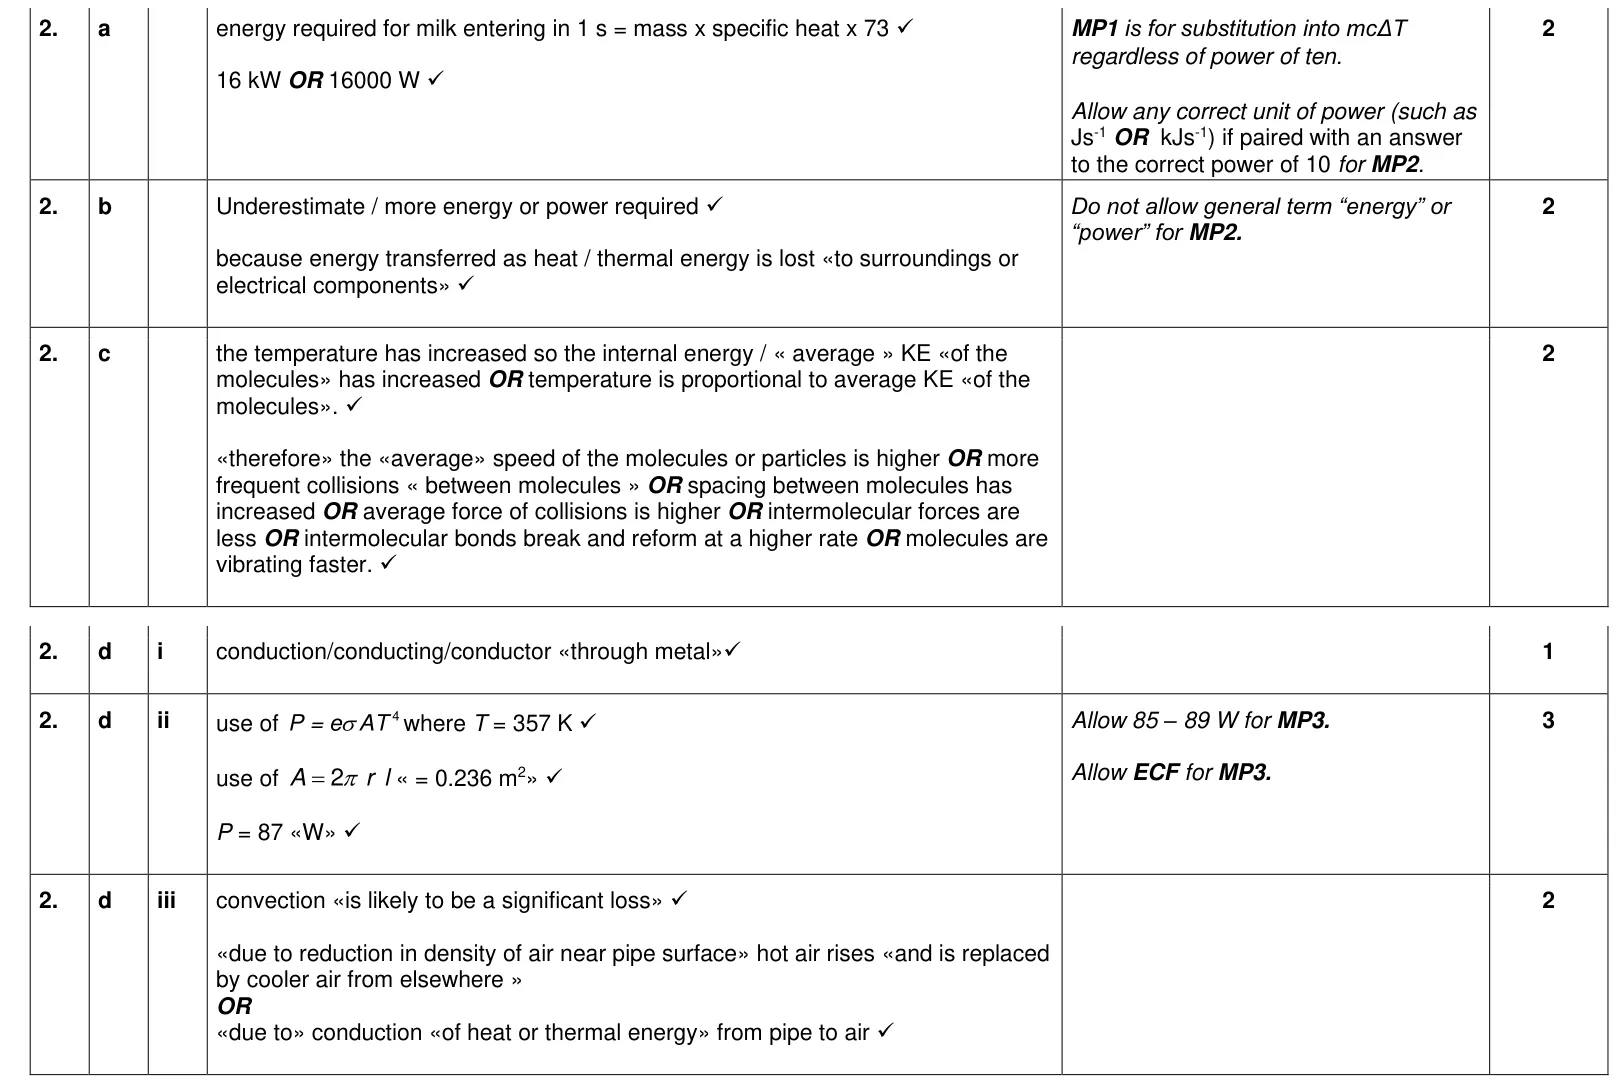 2. a energy required for milk entering in 1 s = mass x specific heat x 73 ✓ MP1 is for substitution into mcΔT 2
regardless of power of ten.
16 kW OR 16000 W ✓
Allow any correct unit of power (such as
Js-1 OR kJs-1) if paired with an answer
to the correct power of 10 for MP2.
2. b Underestimate / more energy or power required ✓ Do not allow general term “energy” or 2
“power” for MP2.
because energy transferred as heat / thermal energy is lost «to surroundings or
electrical components» ✓
2. c the temperature has increased so the internal energy / « average » KE «of the 2
molecules» has increased OR temperature is proportional to average KE «of the
molecules». ✓
«therefore» the «average» speed of the molecules or particles is higher OR more
frequent collisions « between molecules » OR spacing between molecules has
increased OR average force of collisions is higher OR intermolecular forces are
less OR intermolecular bonds break and reform at a higher rate OR molecules are
vibrating faster. ✓
2. d i conduction/conducting/conductor «through metal»✓ 1
2. d ii use of P = eσAT⁴ where T = 357 K ✓ Allow 85 – 89 W for MP3. 3
use of A = 2π r l « = 0.236 m²» ✓ Allow ECF for MP3.
P = 87 «W» ✓
2. d iii convection «is likely to be a significant loss» ✓ 2
«due to reduction in density of air near pipe surface» hot air rises «and is replaced
by cooler air from elsewhere »
OR
«due to» conduction «of heat or thermal energy» from pipe to air ✓